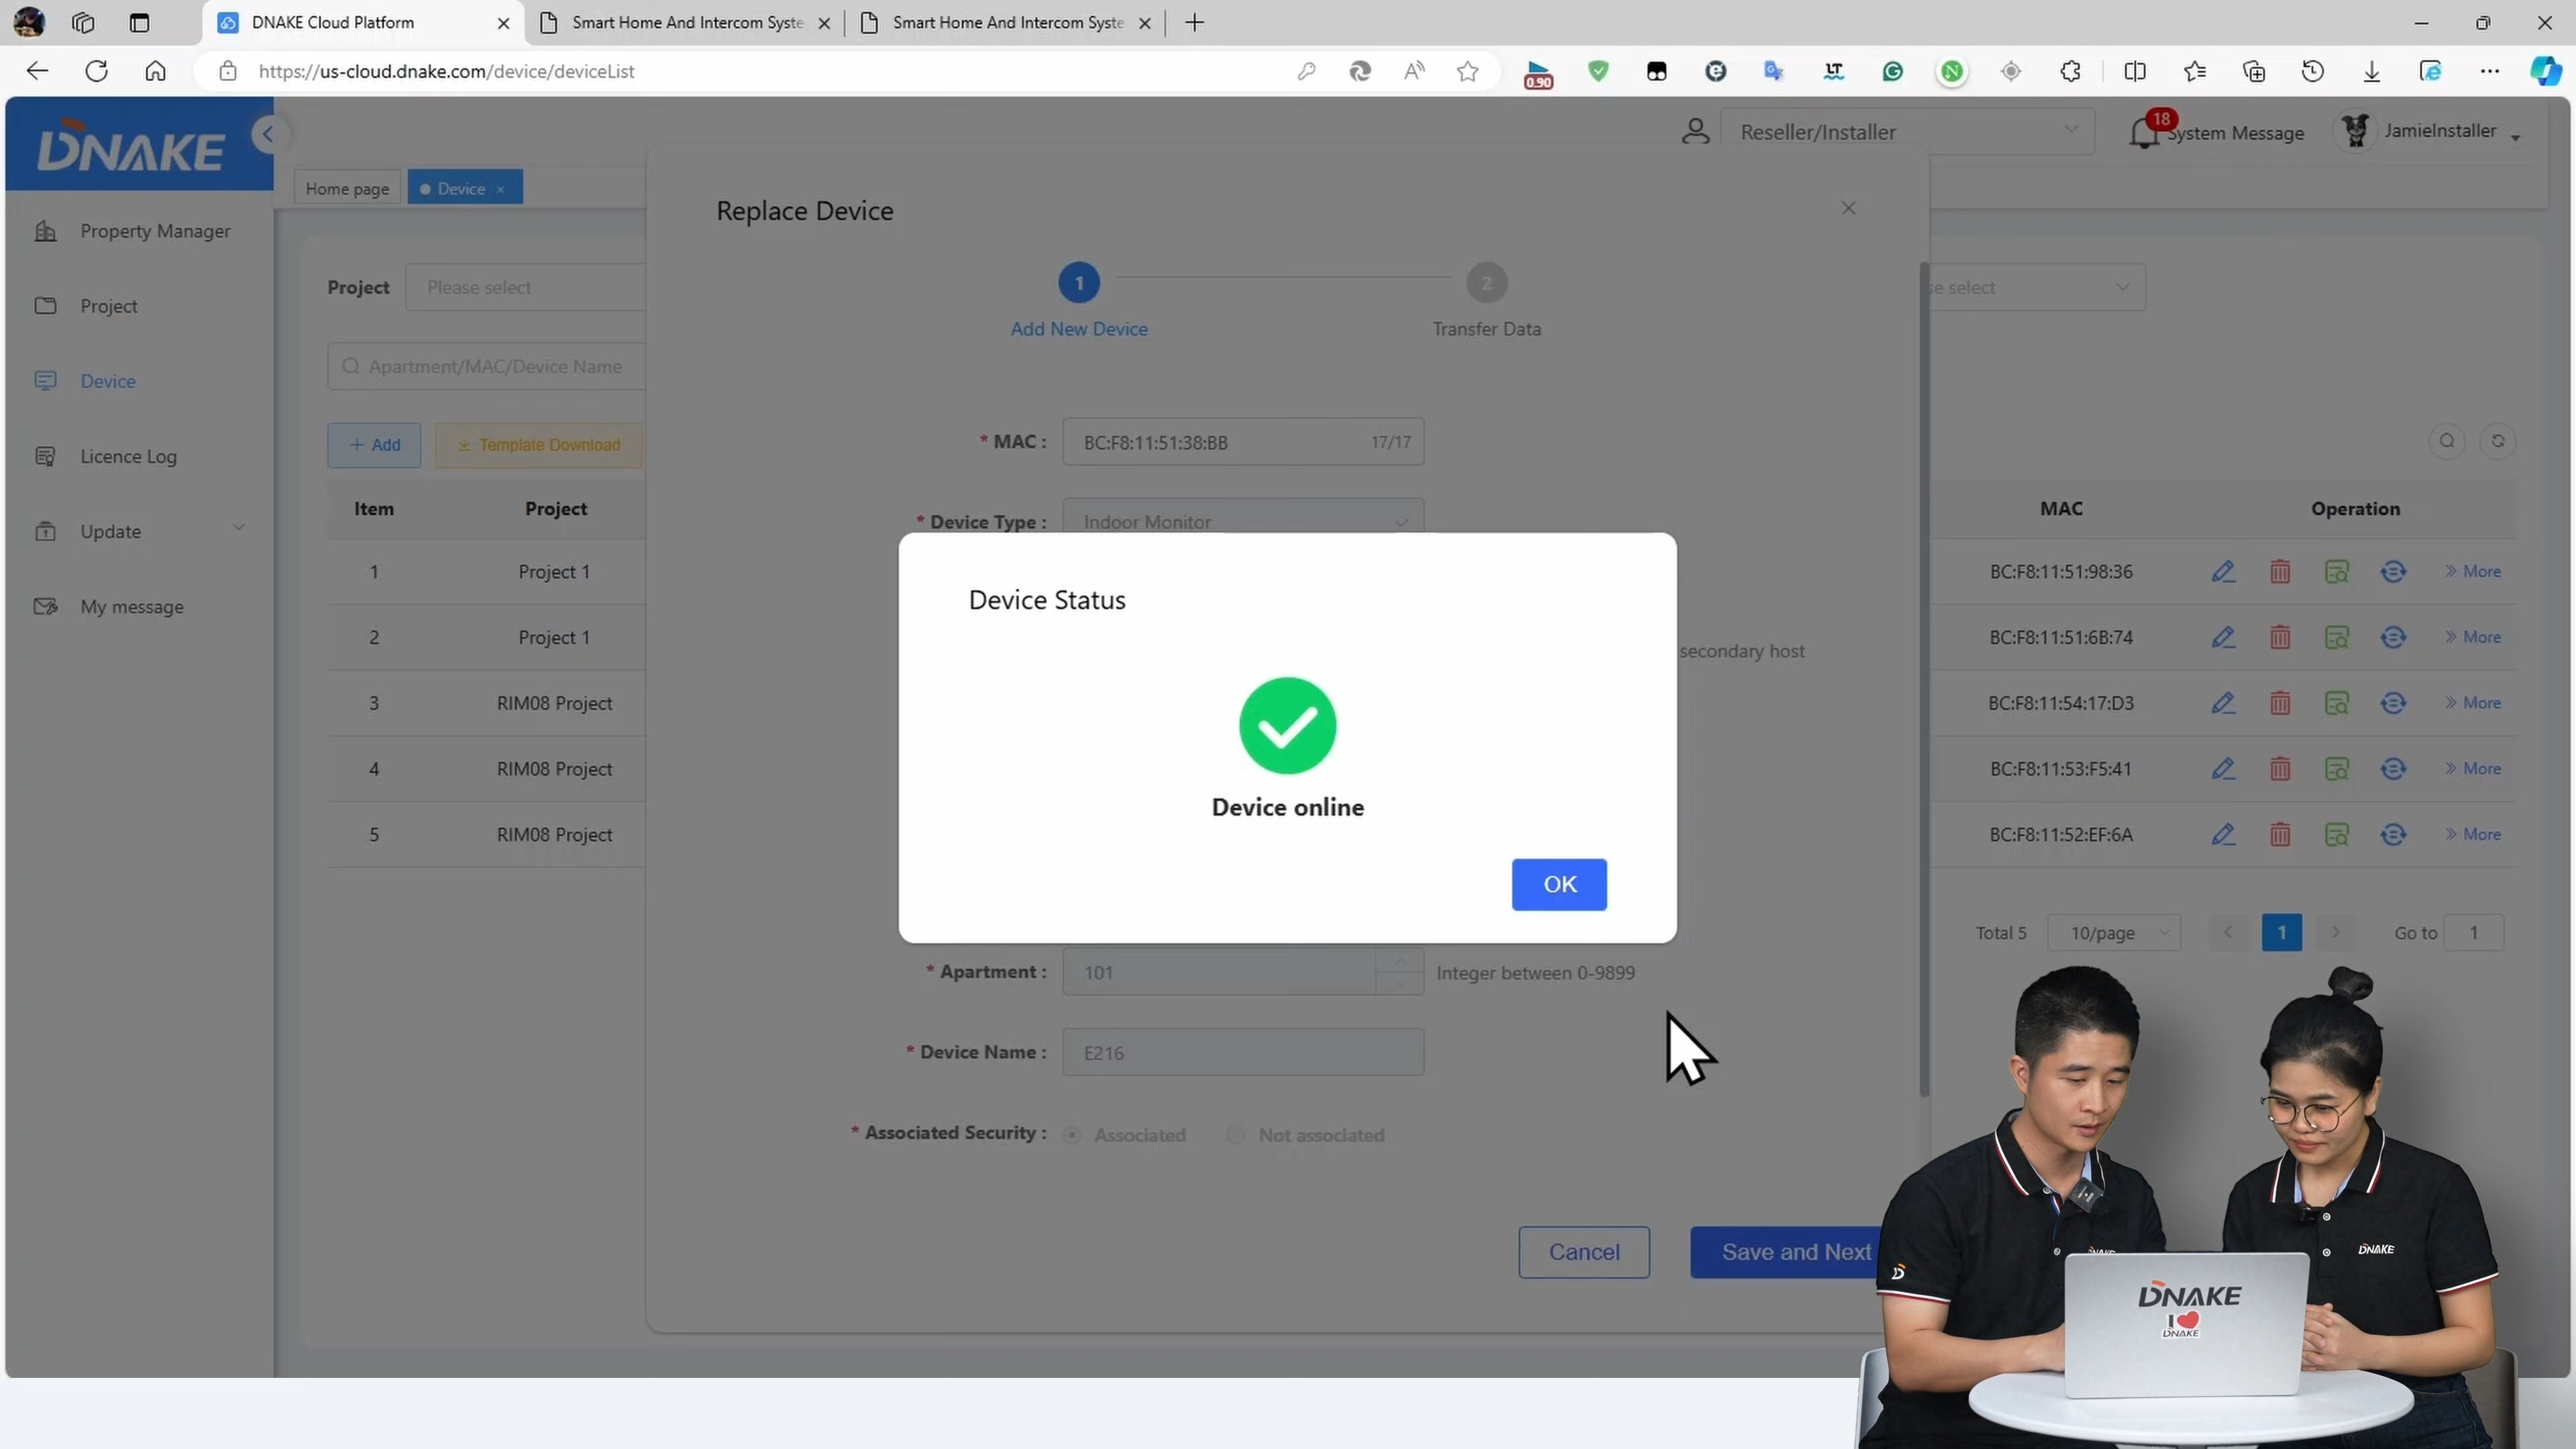 DNAKE Cloud Platform
Smart Home And Intercom Syste
Smart Home And Intercom Syste
https://us-cloud.dnake.com/device/deviceList
0.90
DNAKE
Reseller/Installer
18
System Message
JamieInstaller
Home page
Device
Property Manager
Project
Device
Licence Log
Update
My message
Replace Device
1
2
Add New Device
Transfer Data
Project
Please select
se select
Apartment/MAC/Device Name
+ Add
Template Download
* MAC :
BC:F8:11:51:38:BB
17/17
* Device Type :
Indoor Monitor
Item
Project
MAC
Operation
1
Project 1
BC:F8:11:51:98:36
More
2
Project 1
BC:F8:11:51:6B:74
More
3
RIM08 Project
BC:F8:11:54:17:D3
More
4
RIM08 Project
BC:F8:11:53:F5:41
More
5
RIM08 Project
BC:F8:11:52:EF:6A
More
secondary host
Device Status
Device online
OK
Total 5
10/page
1
Go to
1
* Apartment :
101
Integer between 0-9899
* Device Name :
E216
* Associated Security :
Associated
Not associated
Cancel
Save and Next
DNAKE
DNAKE
I
DNAKE